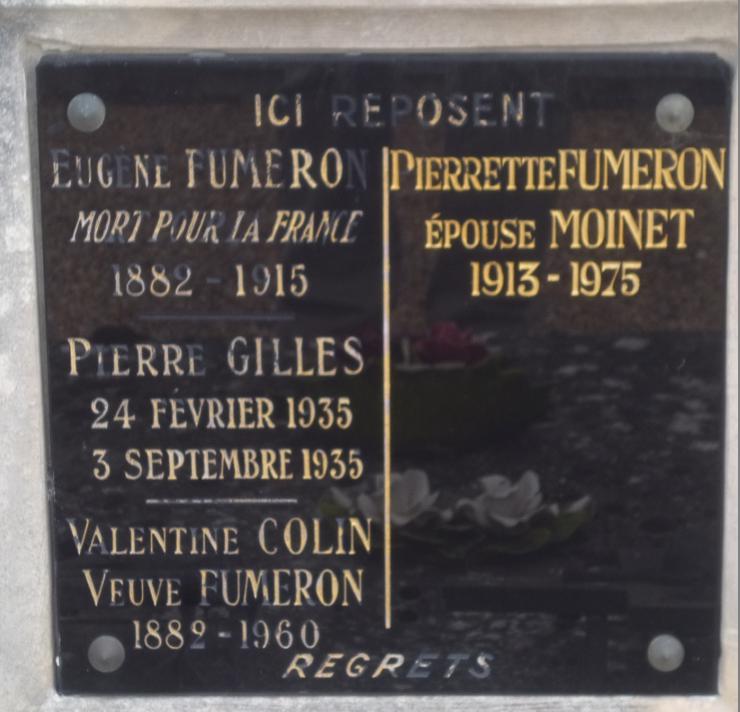 ICI REPOSENT
EUGÈNE FUMERON
MORT POUR LA FRANCE
1882 - 1915
PIERRE GILLES
24 FÉVRIER 1935
3 SEPTEMBRE 1935
VALENTINE COLIN
VEUVE FUMERON
1882 - 1960
PIERRETTE FUMERON
ÉPOUSE MOINET
1913 - 1975
REGRETS